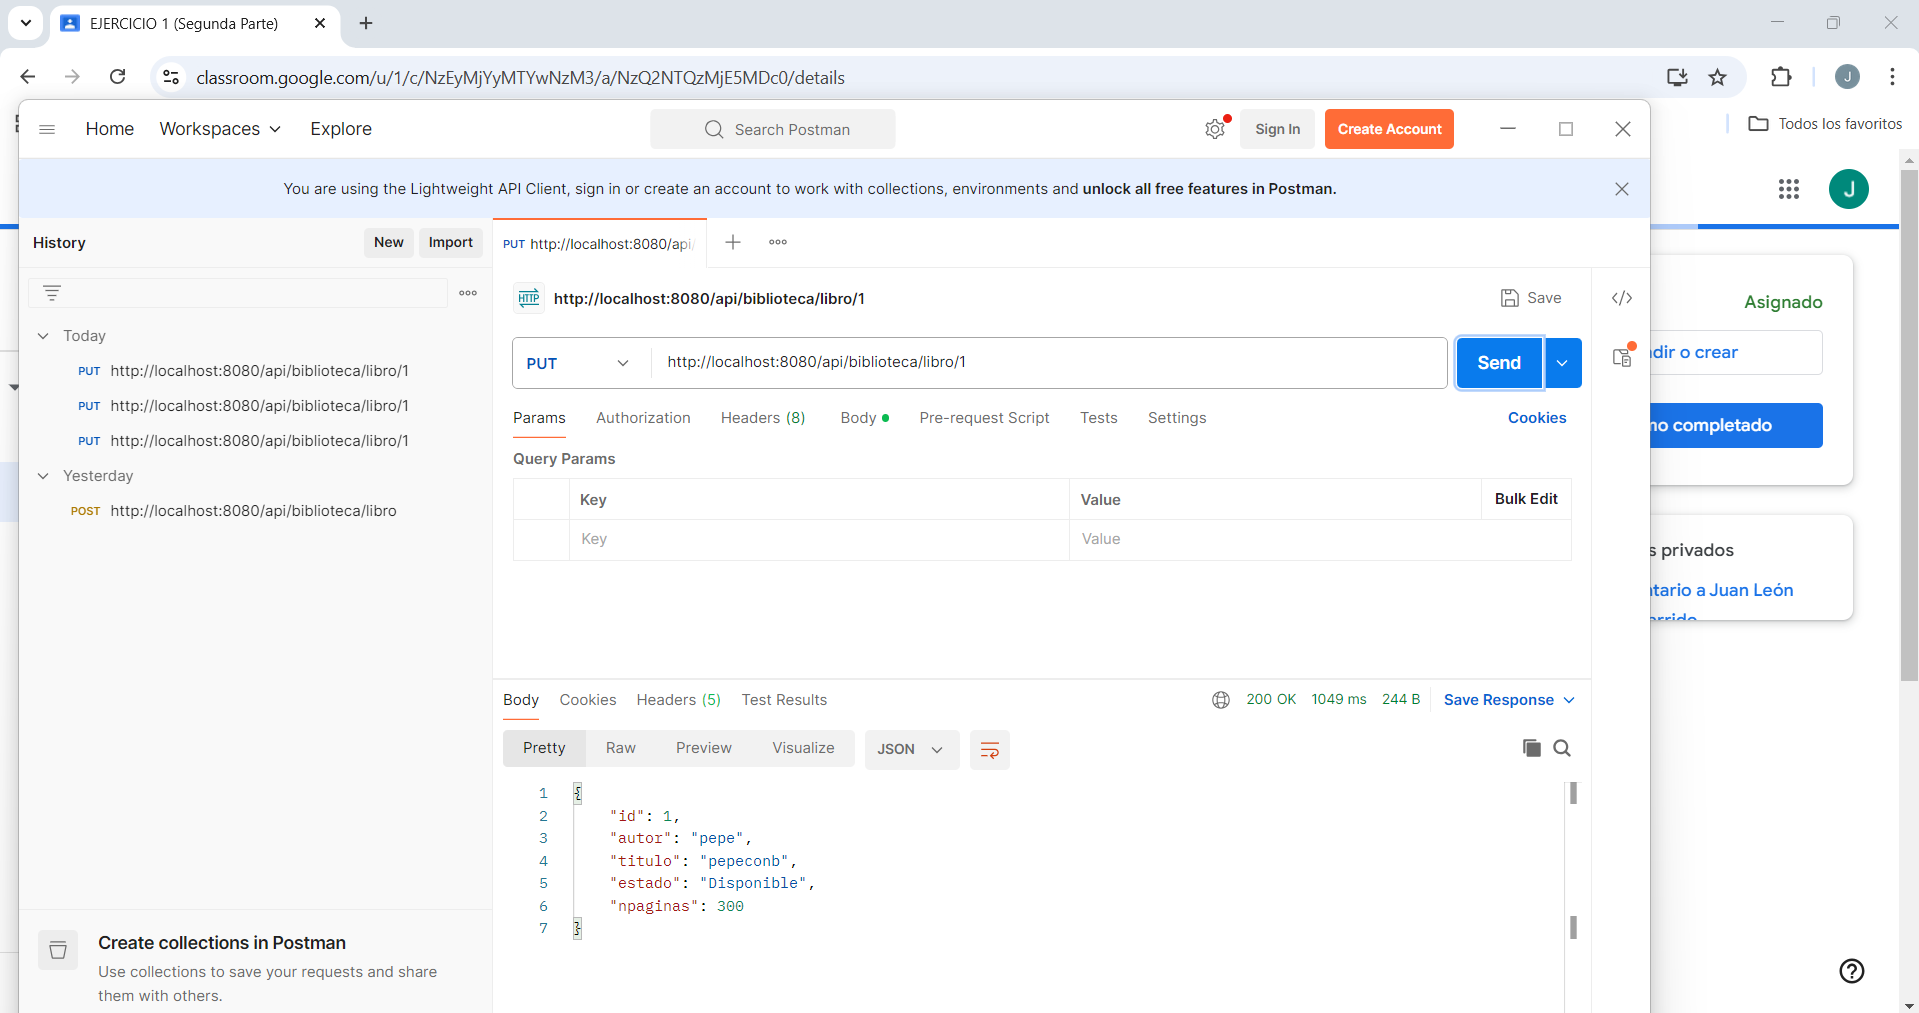 EJERCICIO 1 (Segunda Parte)
classroom.google.com/u/1/c/NzEyMjYyMTYwNzM3/a/NzQ2NTQzMjE5MDc0/details
J
Home Workspaces Explore
Search Postman
Sign In Create Account
Todos los favoritos
You are using the Lightweight API Client, sign in or create an account to work with collections, environments and unlock all free features in Postman.
J
History New Import
PUT http://localhost:8080/api/
HTTP http://localhost:8080/api/biblioteca/libro/1
Save
Asignado
Today
PUT http://localhost:8080/api/biblioteca/libro/1
PUT http://localhost:8080/api/biblioteca/libro/1
PUT http://localhost:8080/api/biblioteca/libro/1
Yesterday
POST http://localhost:8080/api/biblioteca/libro
PUT http://localhost:8080/api/biblioteca/libro/1 Send
dir o crear
Params Authorization Headers (8) Body Pre-request Script Tests Settings Cookies
no completado
Query Params
Key Value Bulk Edit
Key Value
s privados
tario a Juan León
Body Cookies Headers (5) Test Results 200 OK 1049 ms 244 B Save Response
Pretty Raw Preview Visualize JSON
1 {
2 "id": 1,
3 "autor": "pepe",
4 "titulo": "pepeconb",
5 "estado": "Disponible",
6 "npaginas": 300
7 }
Create collections in Postman
Use collections to save your requests and share
them with others.